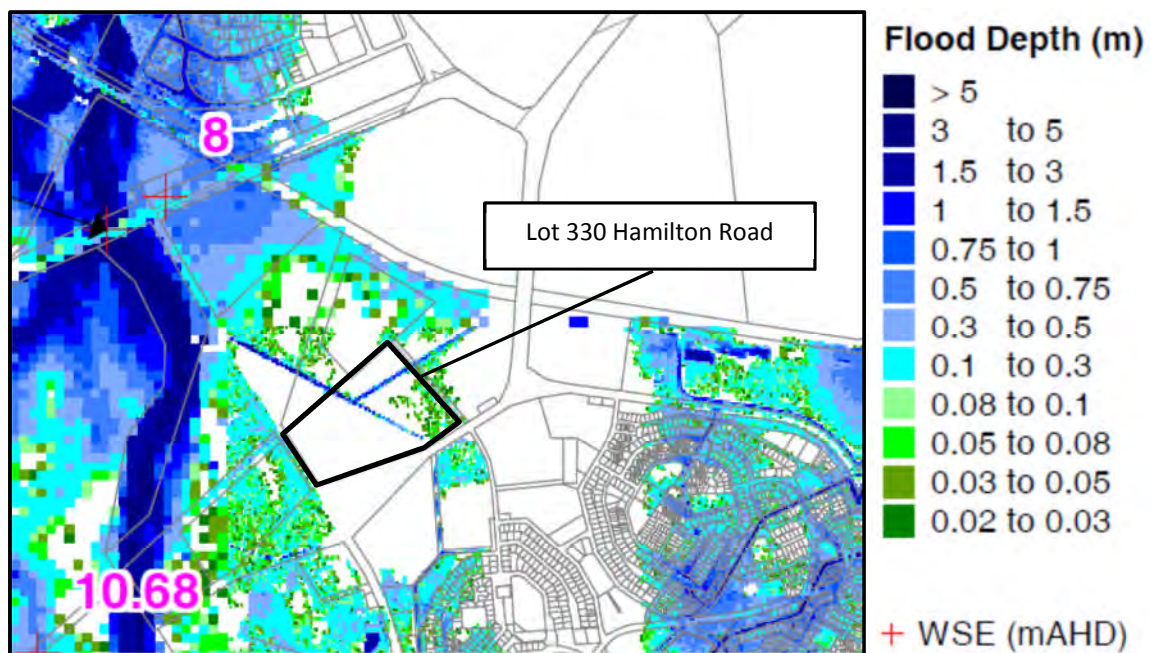 8
Lot 330 Hamilton Road
10.68
Flood Depth (m)
> 5
3 to 5
1.5 to 3
1 to 1.5
0.75 to 1
0.5 to 0.75
0.3 to 0.5
0.1 to 0.3
0.08 to 0.1
0.05 to 0.08
0.03 to 0.05
0.02 to 0.03
+ WSE (mAHD)